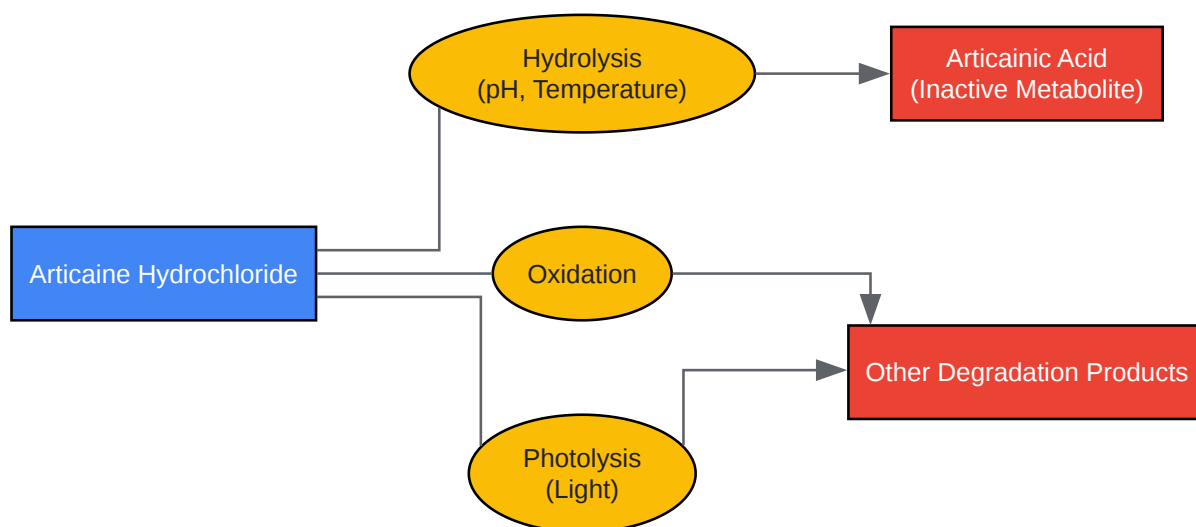 Hydrolysis
(pH, Temperature)
Articainic Acid
(Inactive Metabolite)
Articaine Hydrochloride
Oxidation
Other Degradation Products
Photolysis
(Light)